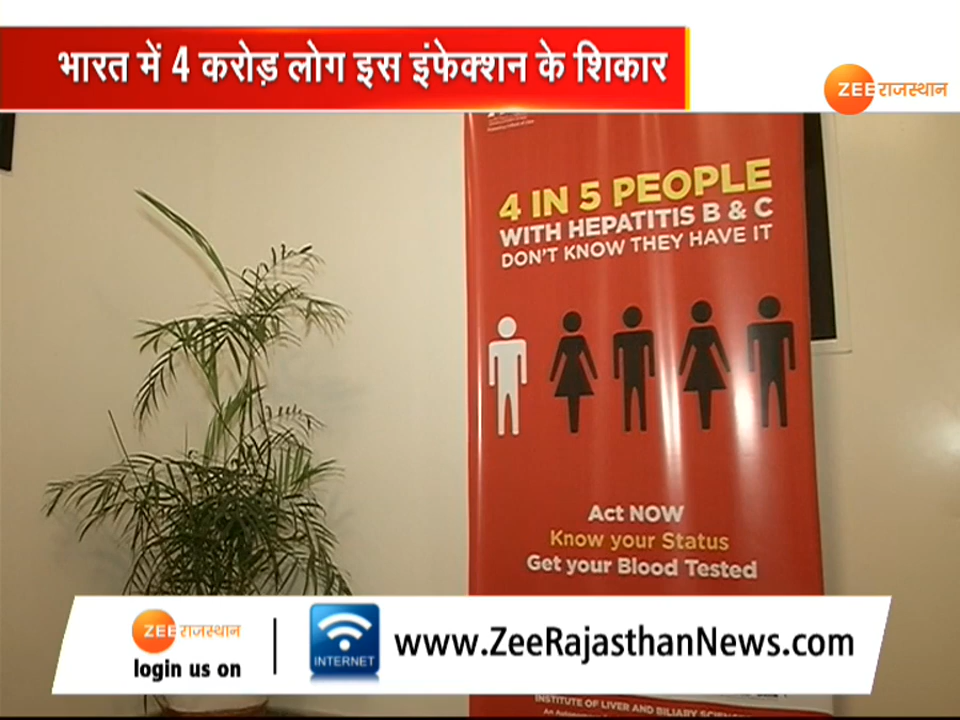 भारत में 4 करोड़ लोग इस इंफेक्शन के शिकार
ZEE राजस्थान
4 IN 5 PEOPLE
WITH HEPATITIS B & C
DON'T KNOW THEY HAVE IT
Act NOW
Know your Status
Get your Blood Tested
ZEE राजस्थान
login us on
INTERNET
www.ZeeRajasthanNews.com
INSTITUTE OF LIVER AND BILIARY